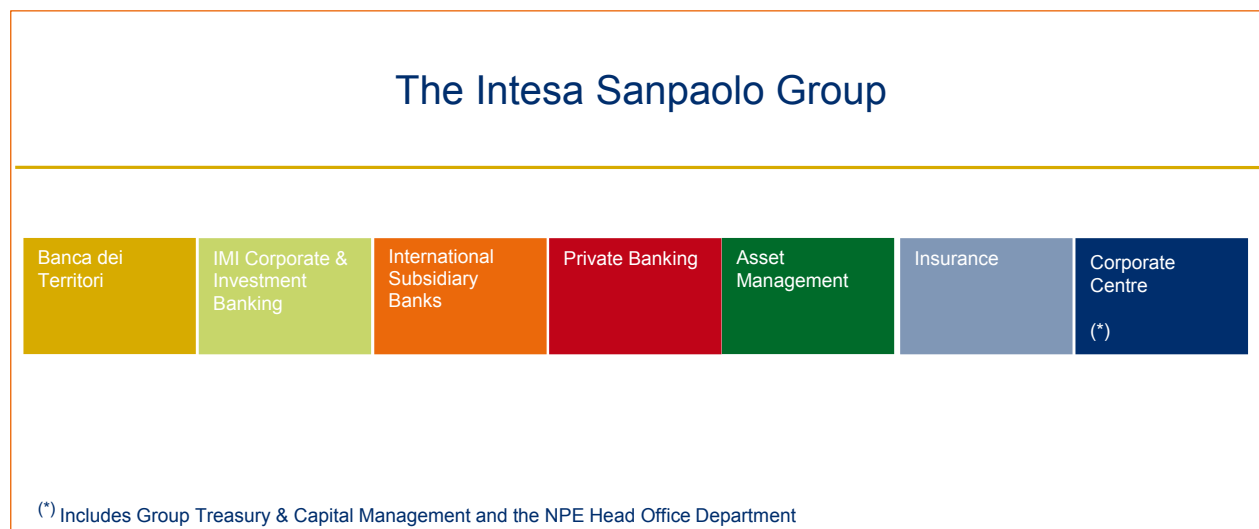 The Intesa Sanpaolo Group
Banca dei
Territori
IMI Corporate &
Investment
Banking
International
Subsidiary
Banks
Private Banking
Asset
Management
Insurance
Corporate
Centre
(*)
(*) Includes Group Treasury & Capital Management and the NPE Head Office Department